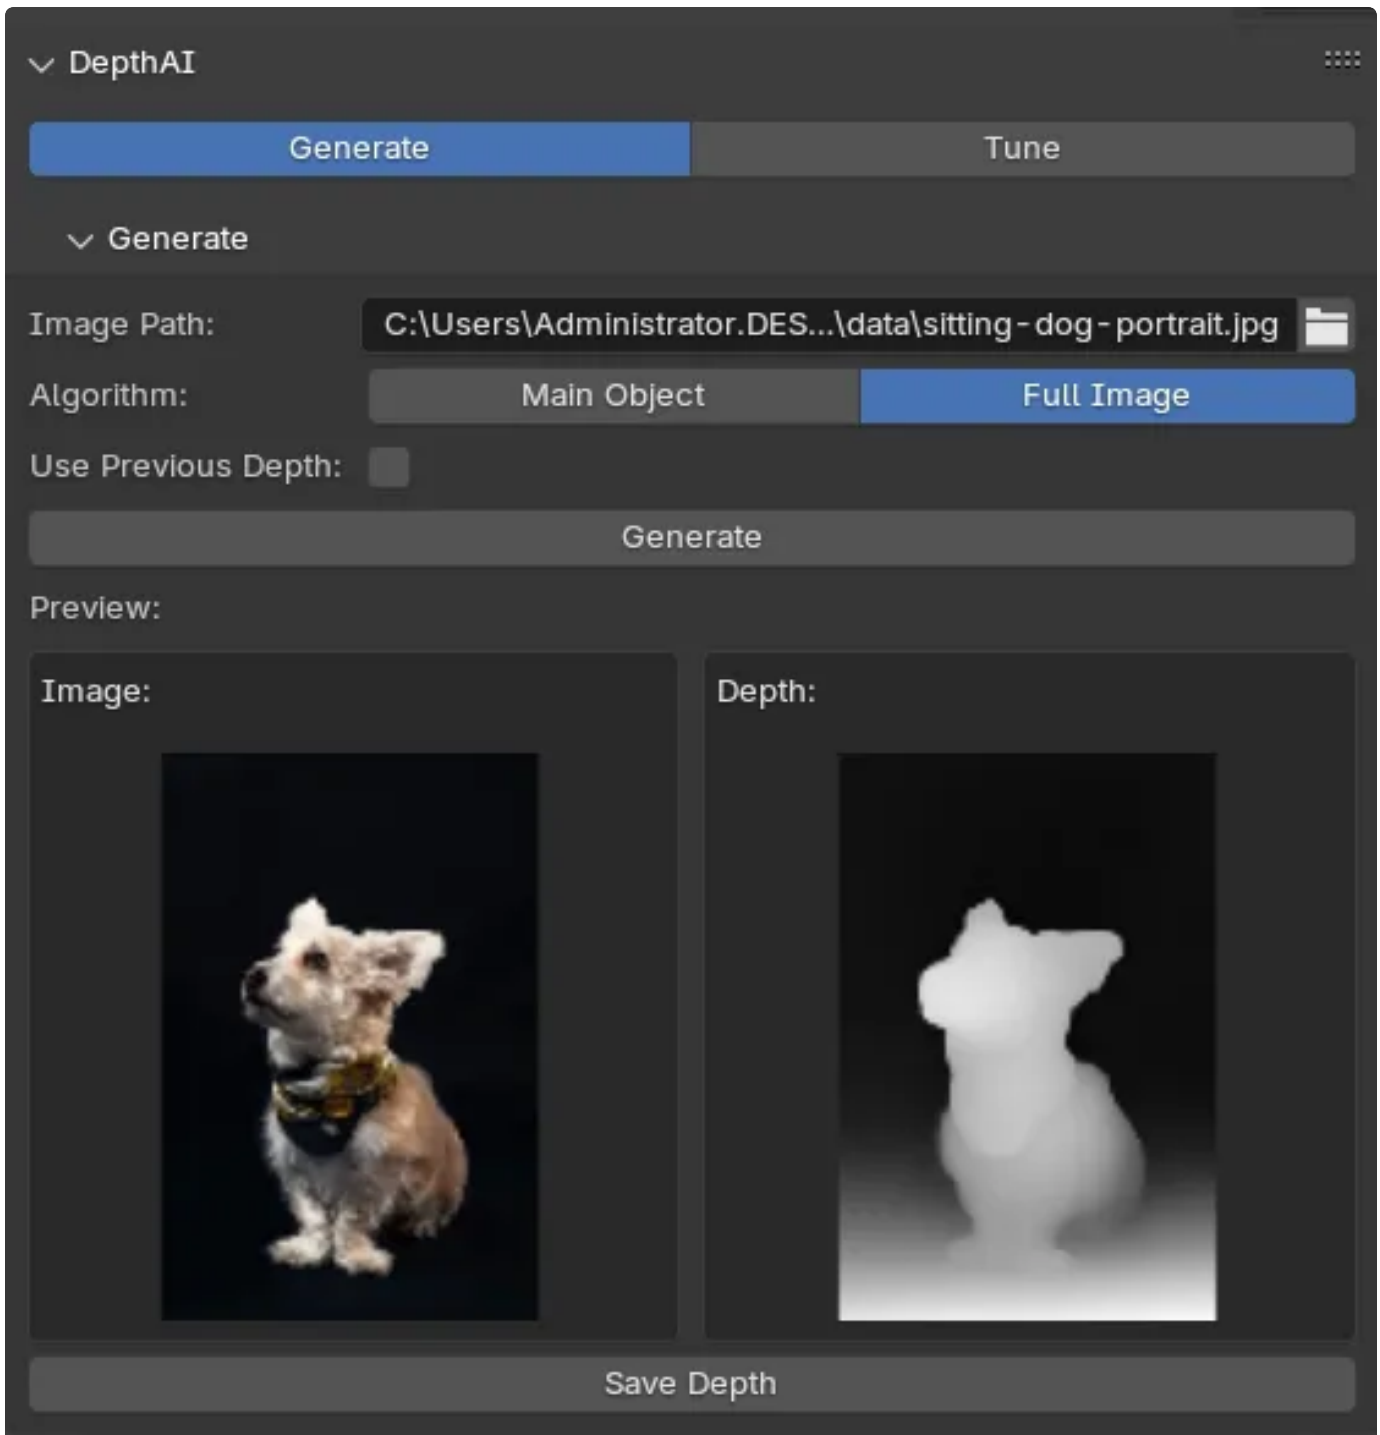 DepthAI
Generate Tune
Generate
Image Path: C:\Users\Administrator.DES...\data\sitting-dog-portrait.jpg
Algorithm: Main Object Full Image
Use Previous Depth:
Generate
Preview:
Image: Depth:
Save Depth